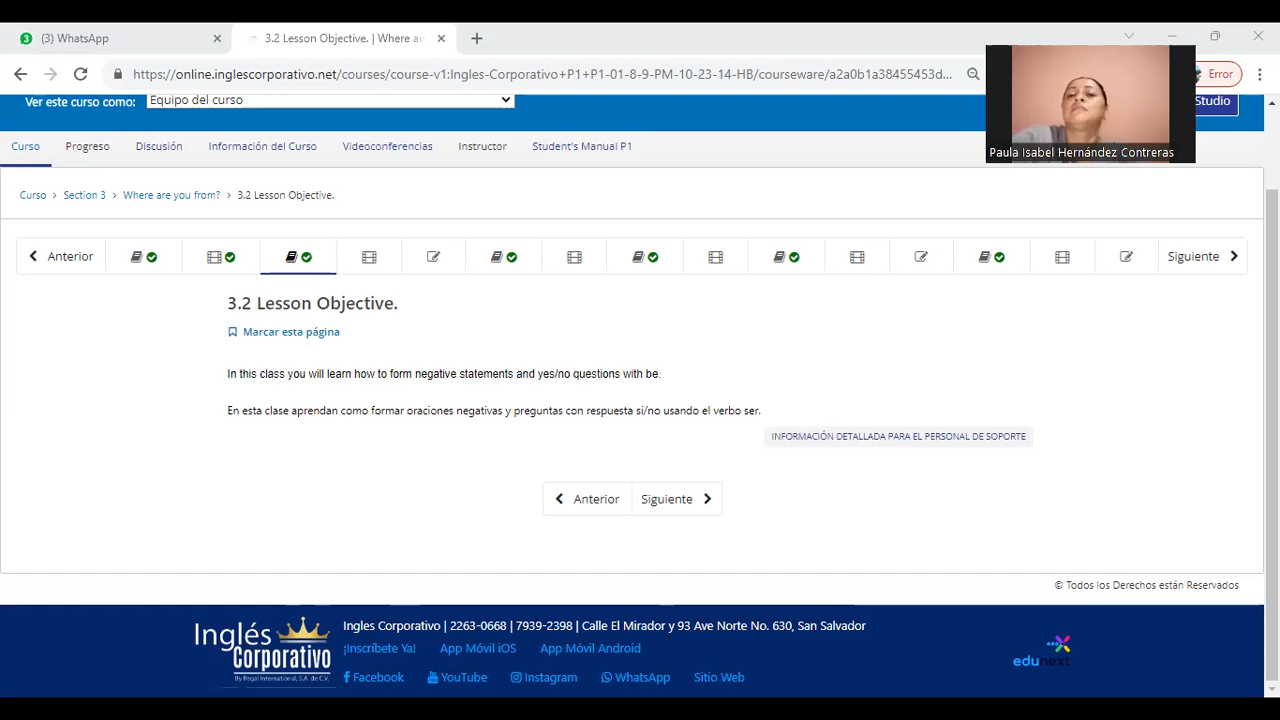 (3) WhatsApp
3.2 Lesson Objective. | Where ar
https://online.inglescorporativo.net/courses/course-v1:Ingles-Corporativo+P1+P1-01-8-9-PM-10-23-14-HB/courseware/a2a0b1a38455453d...
Error
Ver este curso como:
Equipo del curso
Studio
Curso
Progreso
Discusión
Información del Curso
Videoconferencias
Instructor
Student's Manual P1
Paula Isabel Hernández Contreras
Curso > Section 3 > Where are you from? > 3.2 Lesson Objective.
Anterior
Siguiente
3.2 Lesson Objective.
Marcar esta página
In this class you will learn how to form negative statements and yes/no questions with be.
En esta clase aprendan como formar oraciones negativas y preguntas con respuesta si/no usando el verbo ser.
INFORMACIÓN DETALLADA PARA EL PERSONAL DE SOPORTE
Anterior
Siguiente
© Todos los Derechos están Reservados
Inglés
Corporativo
By Regal International, S.A. de C.V.
Ingles Corporativo | 2263-0668 | 7939-2398 | Calle El Mirador y 93 Ave Norte No. 630, San Salvador
¡Inscríbete Ya!
App Móvil iOS
App Móvil Android
Facebook
YouTube
Instagram
WhatsApp
Sitio Web
edunext